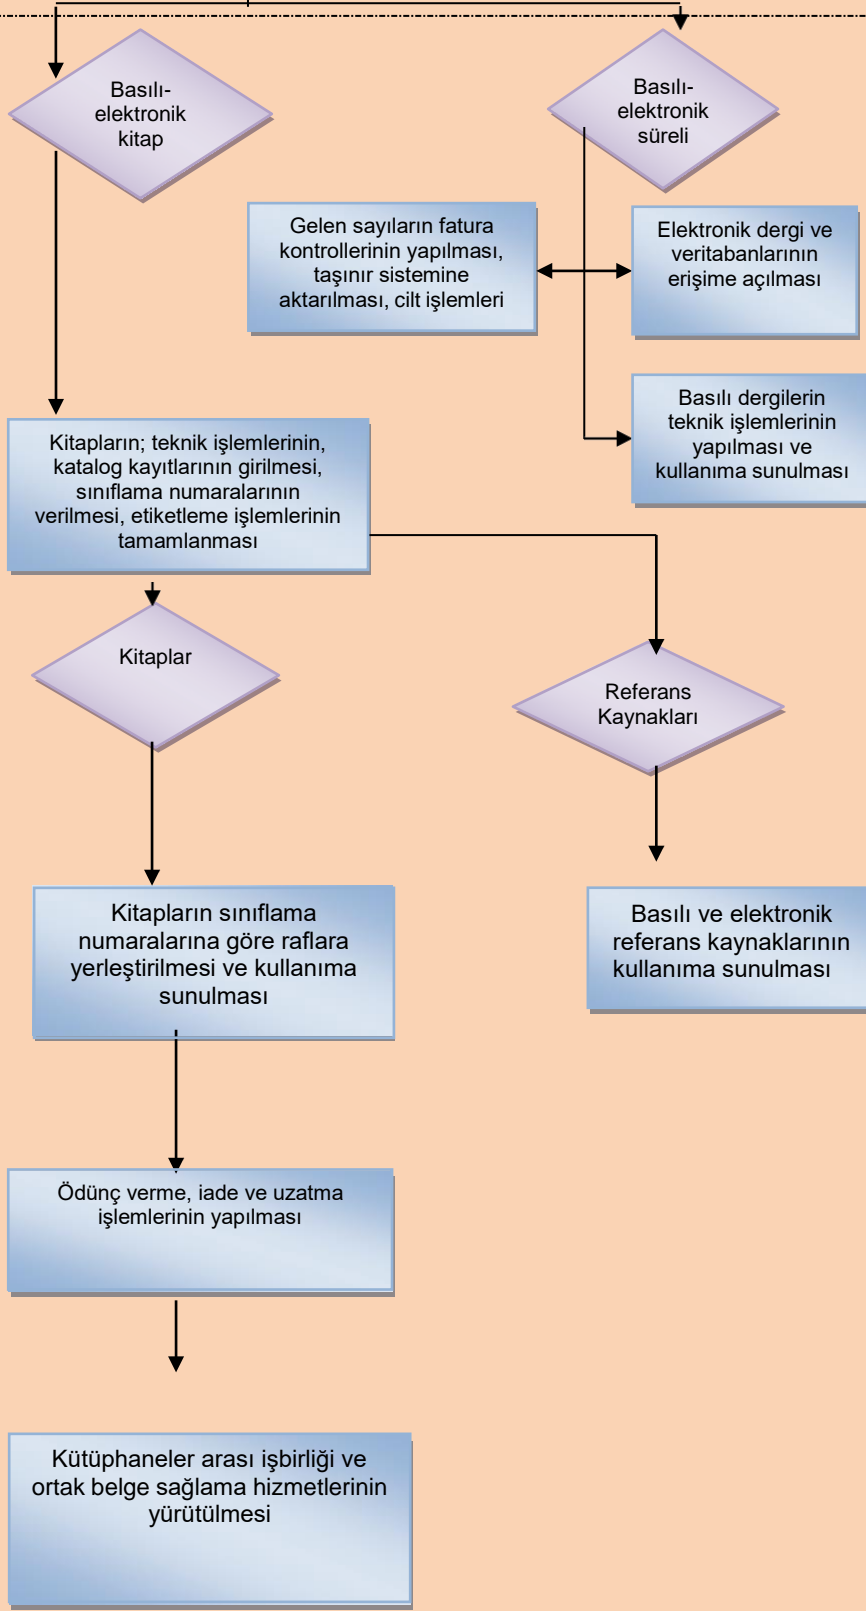 Basılı-
elektronik
kitap
Basılı-
elektronik
süreli
Gelen sayıların fatura
kontrollerinin yapılması,
taşınır sistemine
aktarılması, cilt işlemleri
Elektronik dergi ve
veritabanlarının
erişime açılması
Basılı dergilerin
teknik işlemlerinin
yapılması ve
kullanıma sunulması
Kitapların; teknik işlemlerinin,
katalog kayıtlarının girilmesi,
sınıflama numaralarının
verilmesi, etiketleme işlemlerinin
tamamlanması
Kitaplar
Referans
Kaynakları
Kitapların sınıflama
numaralarına göre raflara
yerleştirilmesi ve kullanıma
sunulması
Basılı ve elektronik
referans kaynaklarının
kullanıma sunulması
Ödünç verme, iade ve uzatma
işlemlerinin yapılması
Kütüphaneler arası işbirliği ve
ortak belge sağlama hizmetlerinin
yürütülmesi